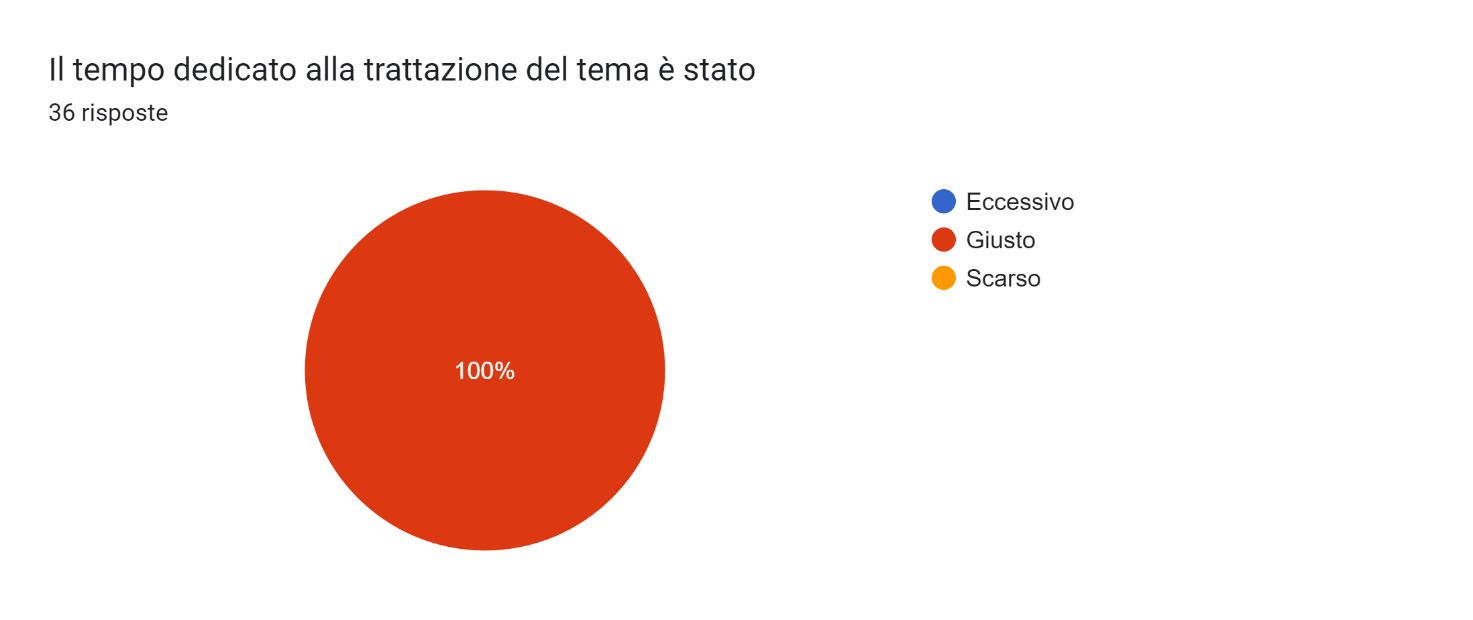 Il tempo dedicato alla trattazione del tema è stato
36 risposte
100%
Eccessivo
Giusto
Scarso